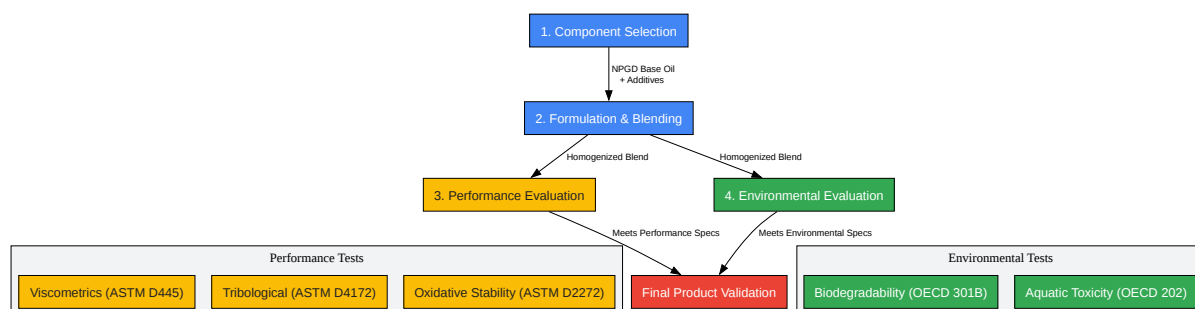 1. Component Selection
NPGD Base Oil
+ Additives
2. Formulation & Blending
Homogenized Blend
Homogenized Blend
3. Performance Evaluation
4. Environmental Evaluation
Meets Performance Specs
Meets Environmental Specs
Performance Tests
Environmental Tests
Viscometrics (ASTM D445)
Tribological (ASTM D4172)
Oxidative Stability (ASTM D2272)
Final Product Validation
Biodegradability (OECD 301B)
Aquatic Toxicity (OECD 202)